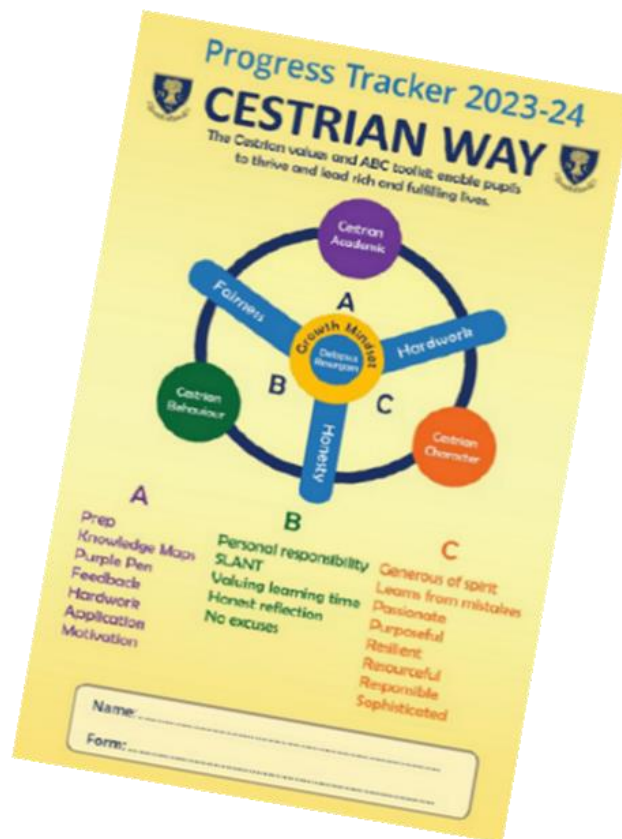 Progress Tracker 2023-24
CESTRIAN WAY
The Cestrian values and ABC toolkit enable pupils
to thrive and lead rich and fulfilling lives.
Cestrian
Academic
A
Fairness
Growth Mindset
Hardwork
Resurgam
B
C
Cestrian
Behaviour
Honesty
Cestrian
Character
A
Prep
Knowledge Maps
Purple Pen
Feedback
Hardwork
Application
Motivation
B
Personal responsibility
SLANT
Valuing learning time
Honest reflection
No excuses
C
Generous of spirit
Learns from mistakes
Passionate
Purposeful
Resilient
Resourceful
Responsible
Sophisticated
Name:
Form: